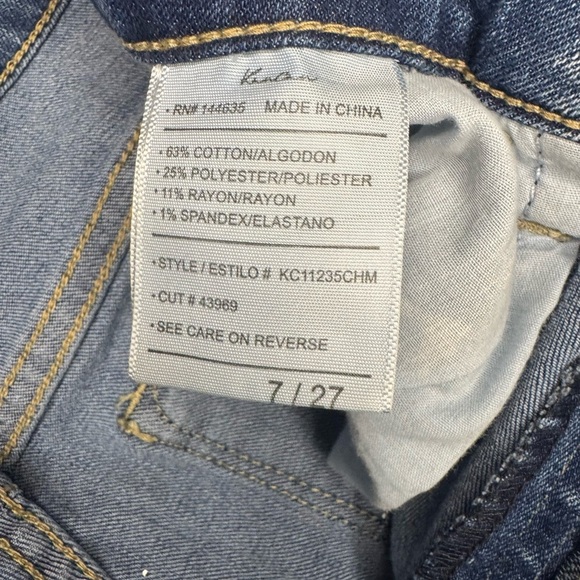 KanCan
• RN# 144635 MADE IN CHINA
• 63% COTTON/ALGODON
• 25% POLYESTER/POLIESTER
• 11% RAYON/RAYON
• 1% SPANDEX/ELASTANO
• STYLE / ESTILO # KC11235CHM
• CUT # 43969
• SEE CARE ON REVERSE
7 / 27